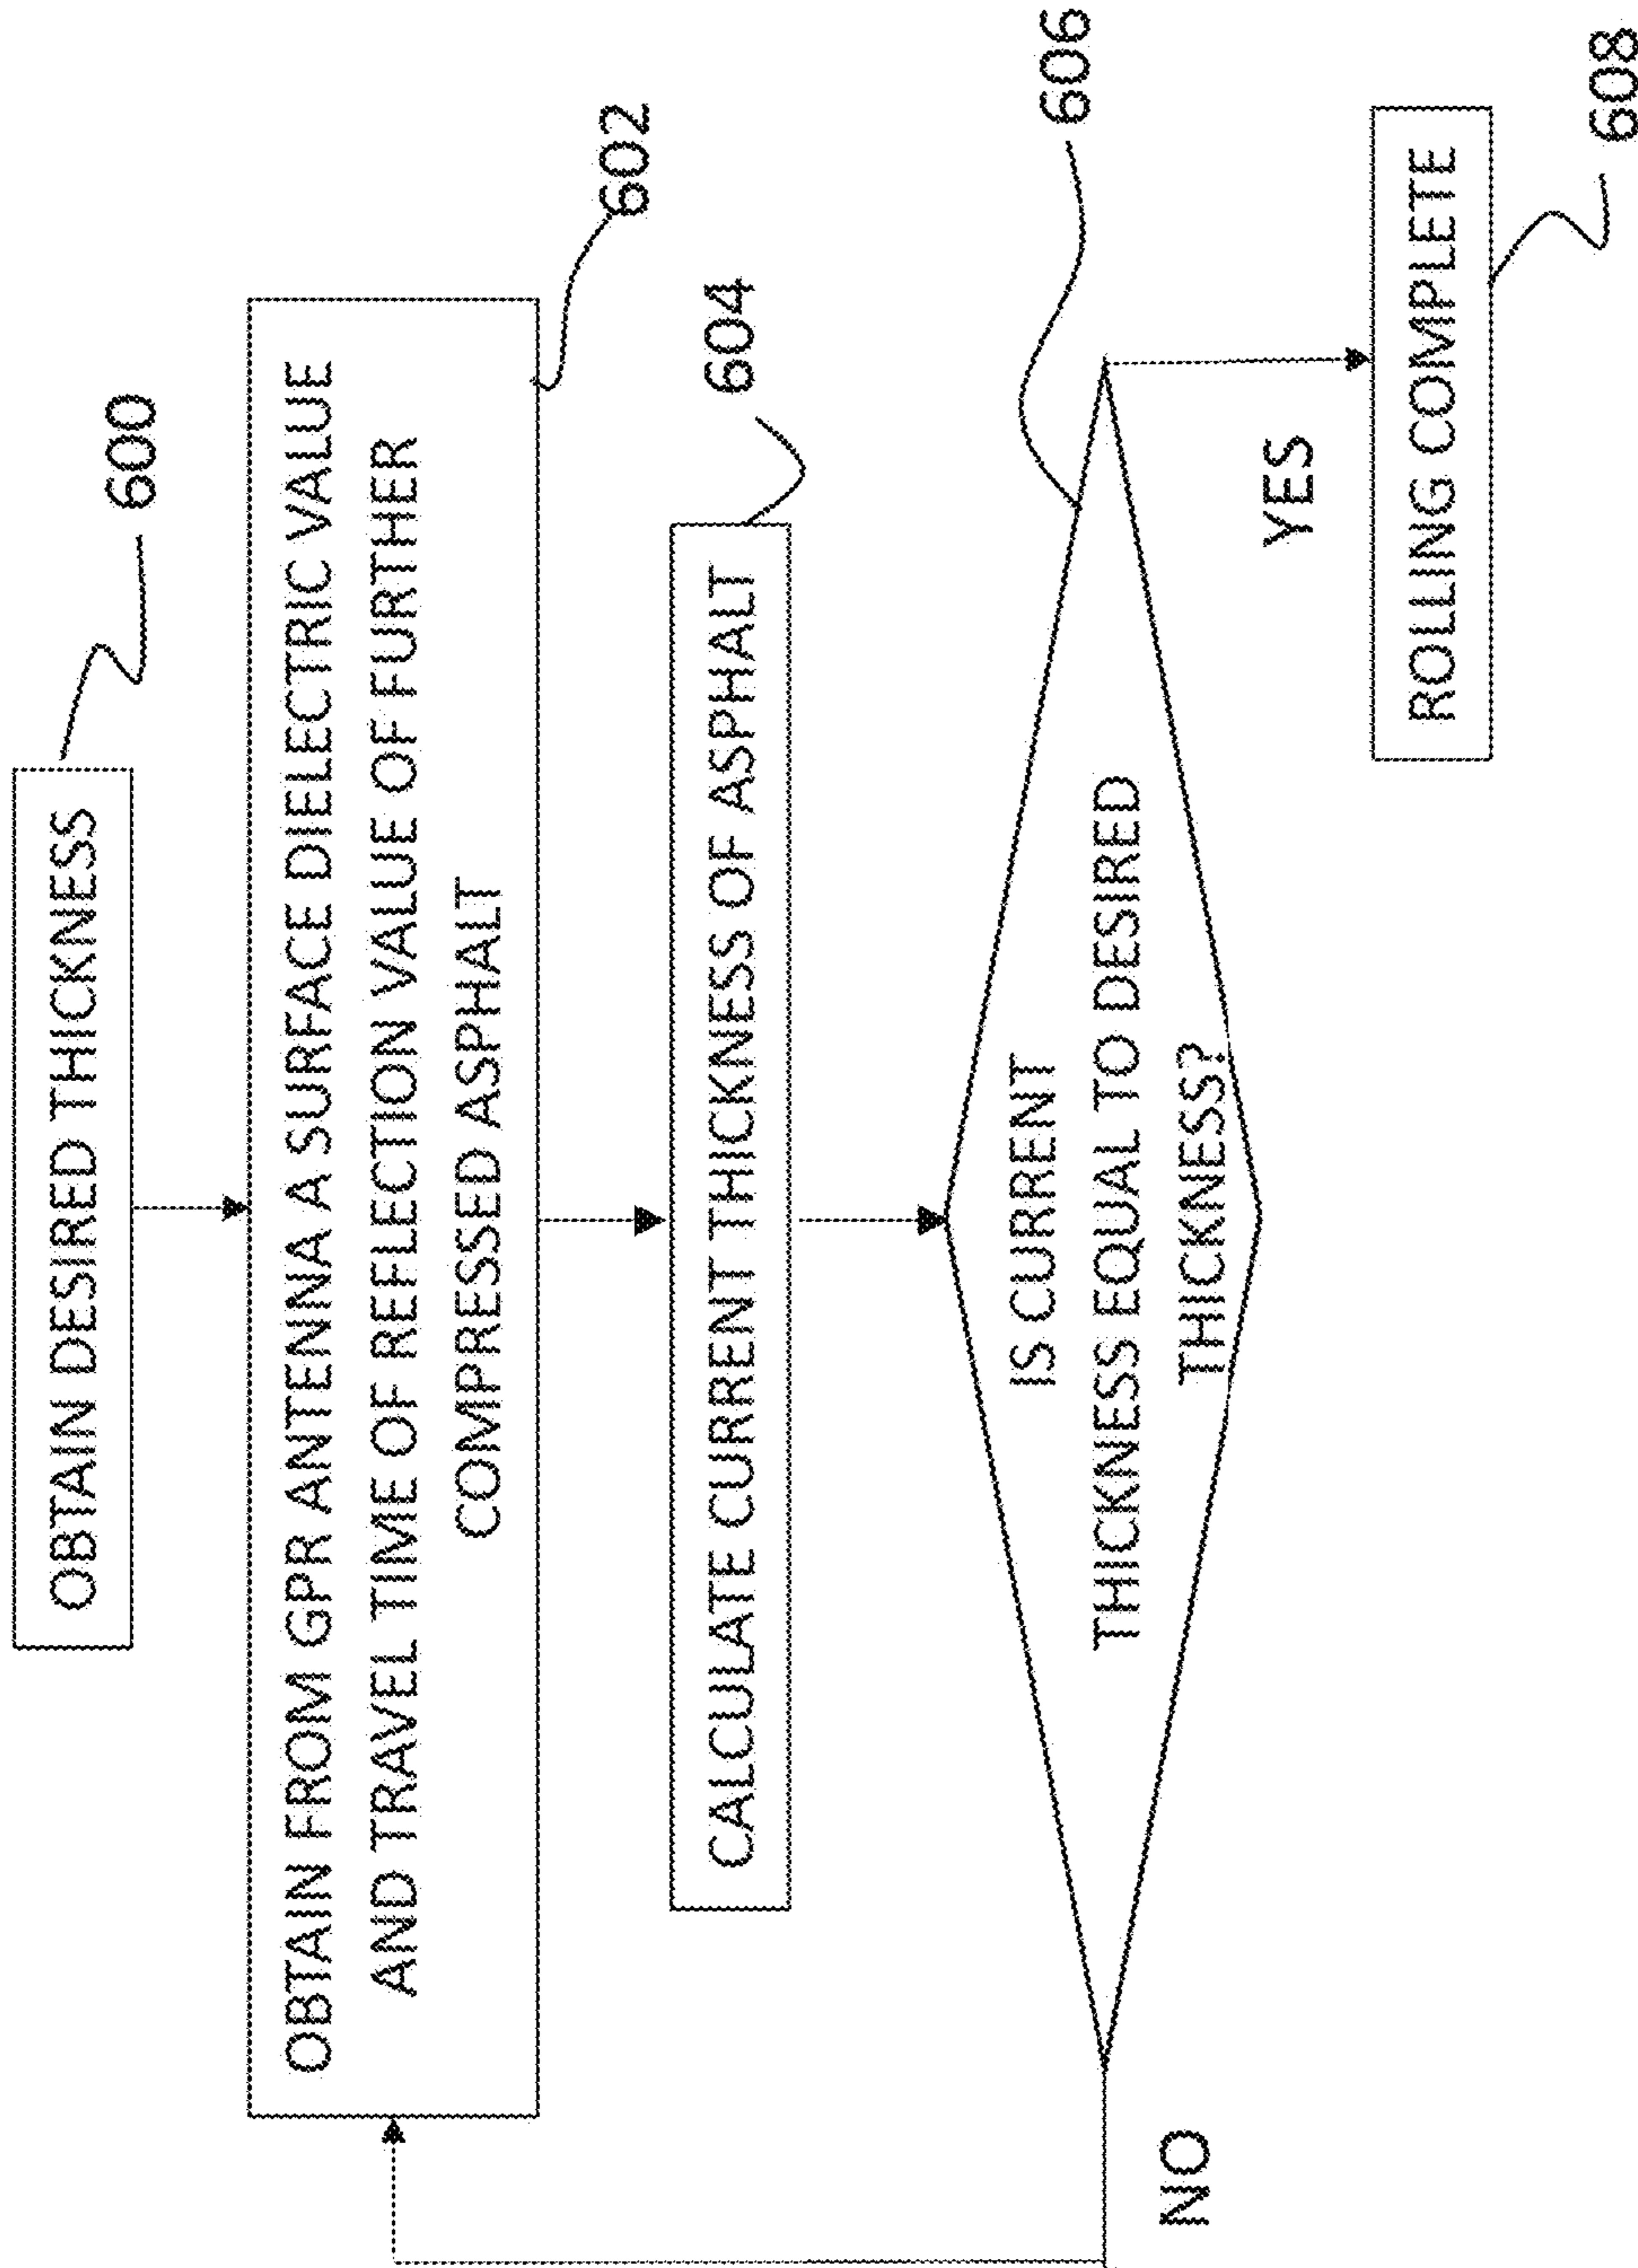 OBTAIN DESIRED THICKNESS
600
OBTAIN FROM GPR ANTENNA A SURFACE DIELECTRIC VALUE
AND TRAVEL TIME OF REFLECTION VALUE OF FURTHER
COMPRESSED ASPHALT
602
CALCULATE CURRENT THICKNESS OF ASPHALT
604
IS CURRENT
THICKNESS EQUAL TO DESIRED
THICKNESS?
606
NO
YES
ROLLING COMPLETE
608